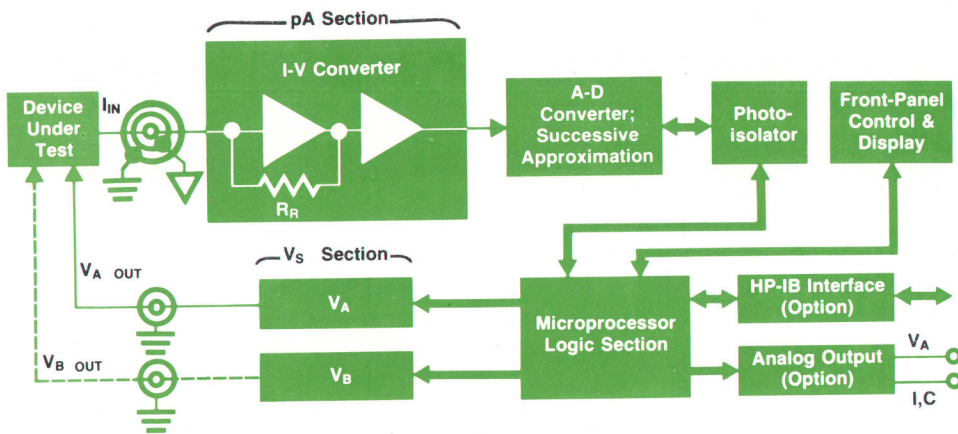 pA Section
I-V Converter
R_R
Device
Under
Test
I_IN
A-D
Converter;
Successive
Approximation
Photo-
isolator
Front-Panel
Control &
Display
V_S Section
V_A OUT
V_A
V_B OUT
V_B
Microprocessor
Logic Section
HP-IB Interface
(Option)
Analog Output
(Option)
V_A
I,C